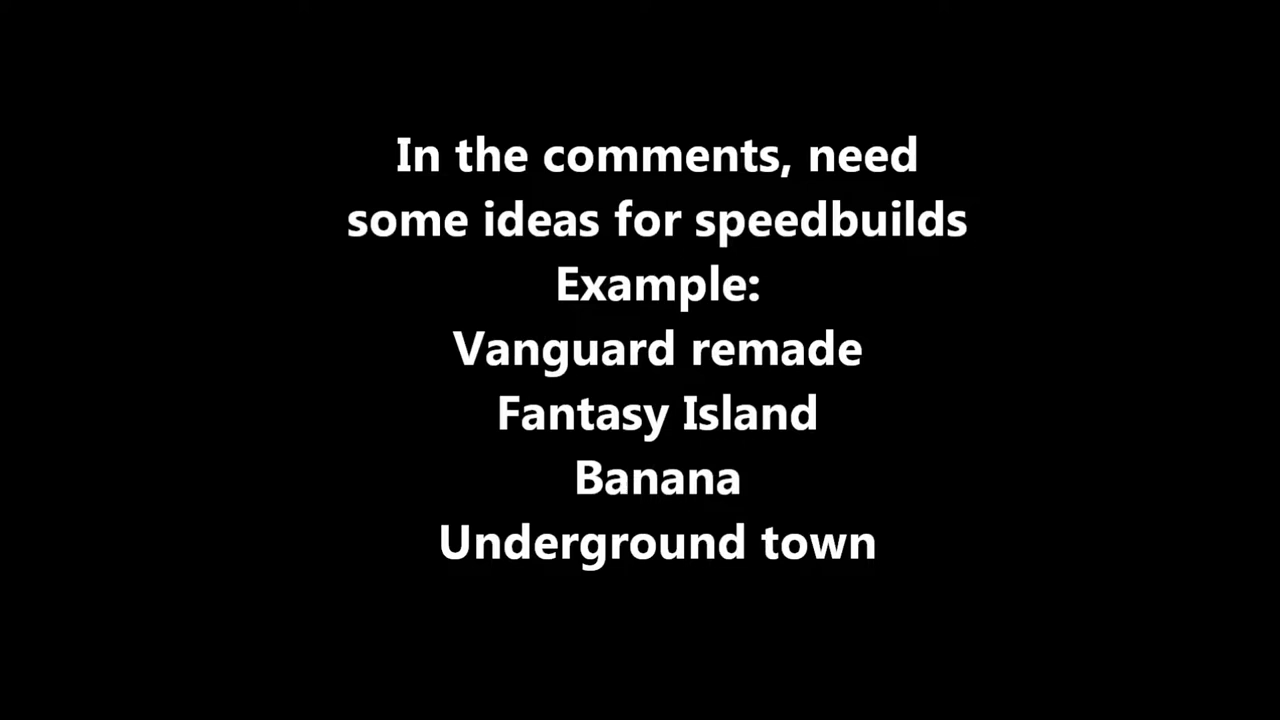 In the comments, need
some ideas for speedbuilds
Example:
Vanguard remade
Fantasy Island
Banana
Underground town